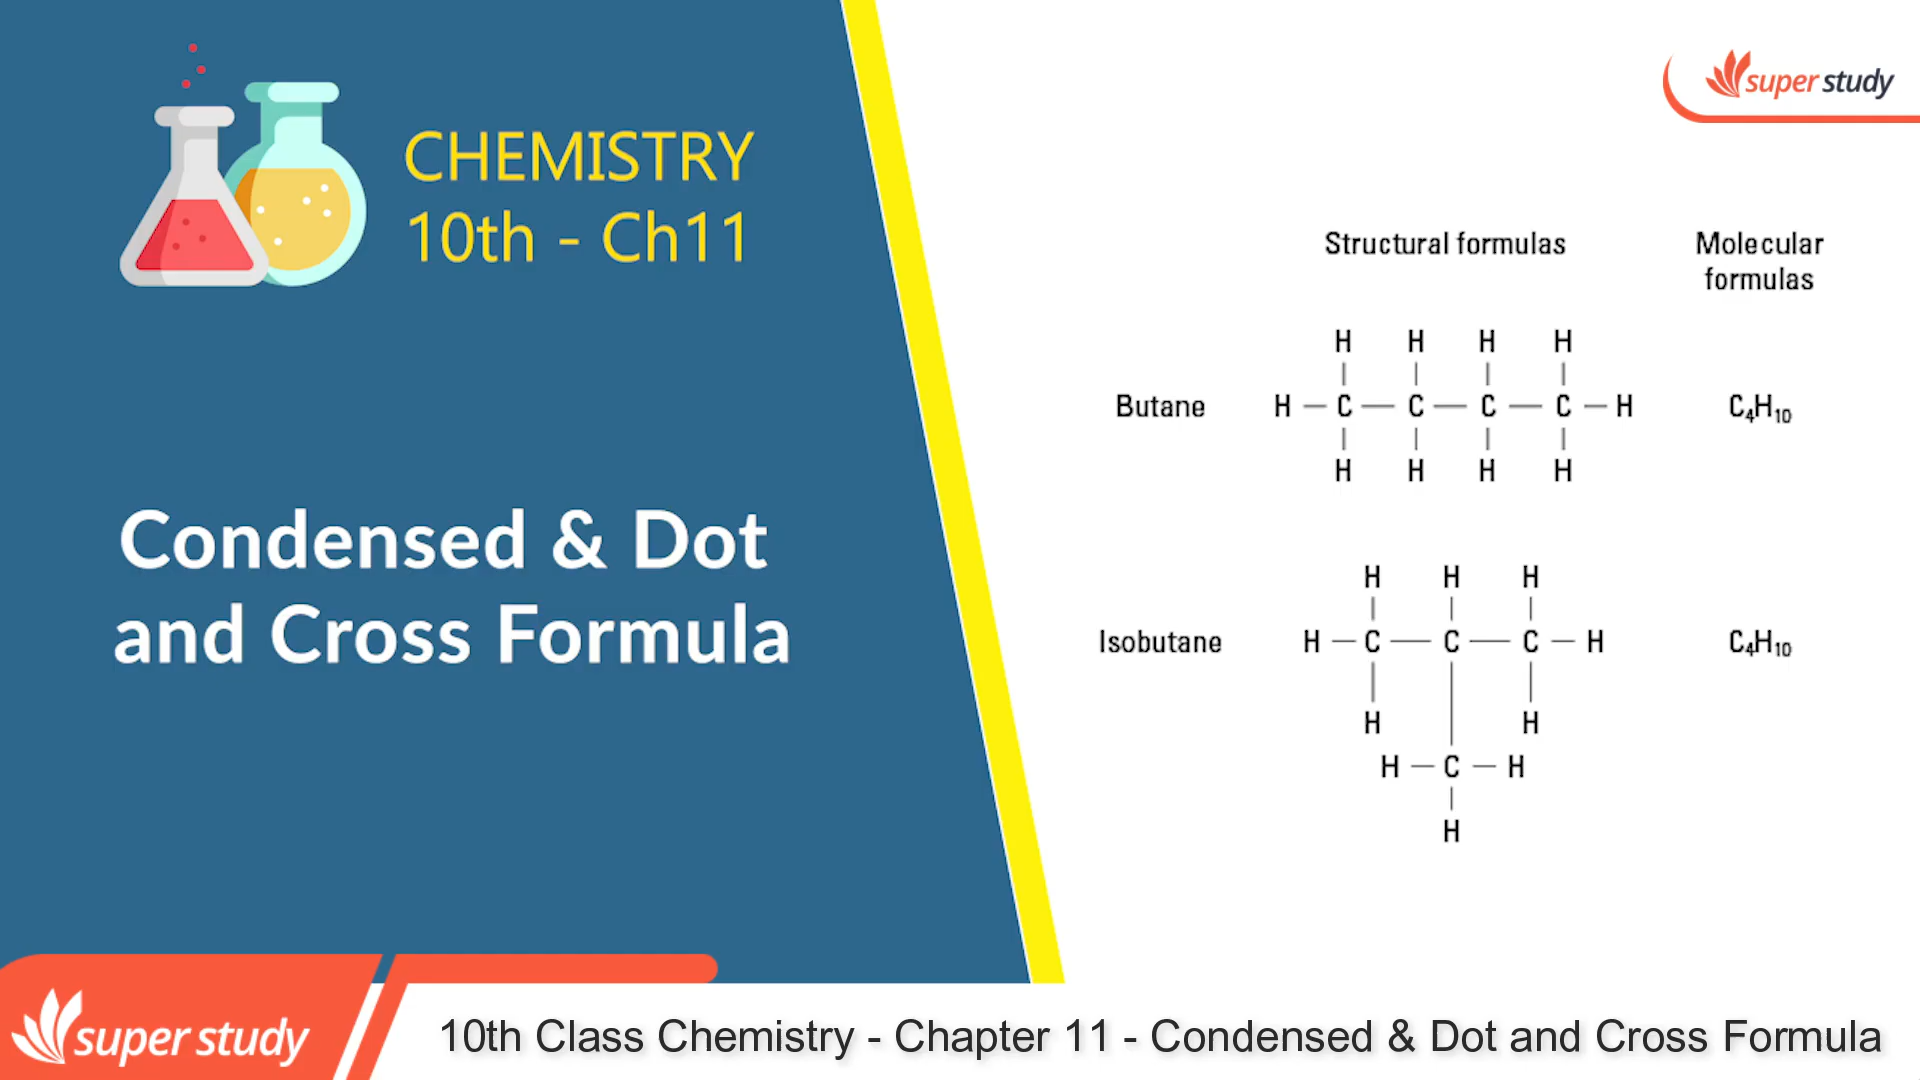 CHEMISTRY
10th - Ch11
Condensed & Dot
and Cross Formula
super study
Structural formulas
Molecular
formulas
H H H H
Butane H — C — C — C — C — H C₄H₁₀
H H H H
H H H
Isobutane H — C — C — C — H C₄H₁₀
H H
H — C — H
H
super study
10th Class Chemistry - Chapter 11 - Condensed & Dot and Cross Formula